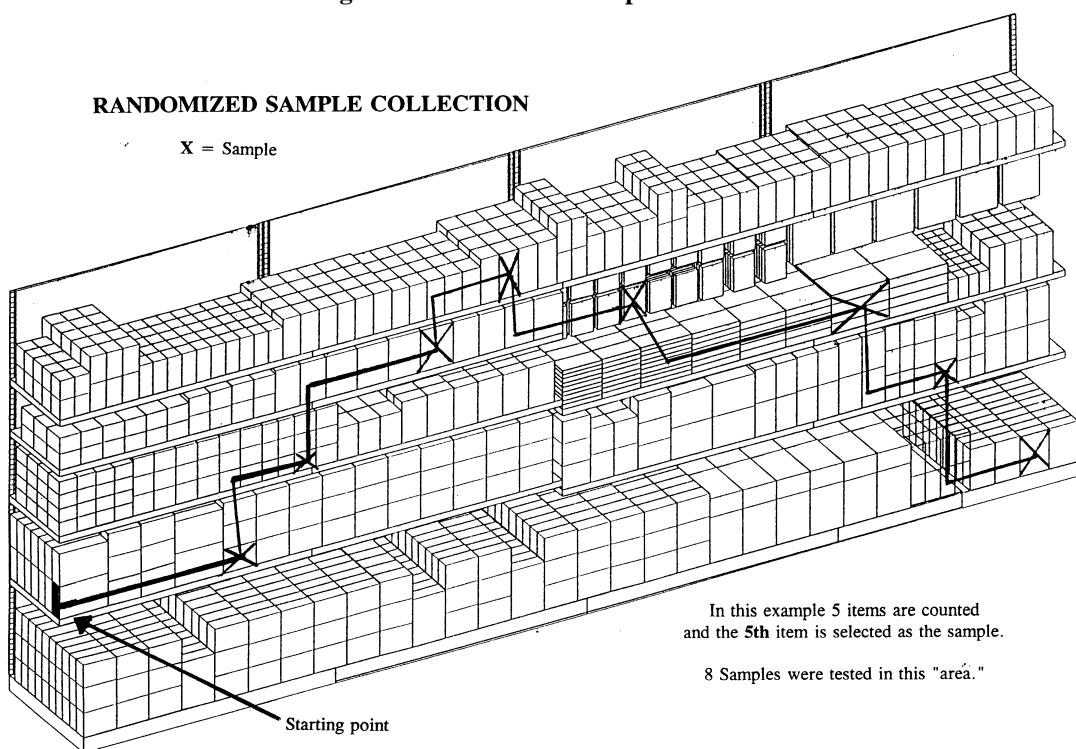 RANDOMIZED SAMPLE COLLECTION
X = Sample
In this example 5 items are counted
and the 5th item is selected as the sample.
8 Samples were tested in this "area."
Starting point